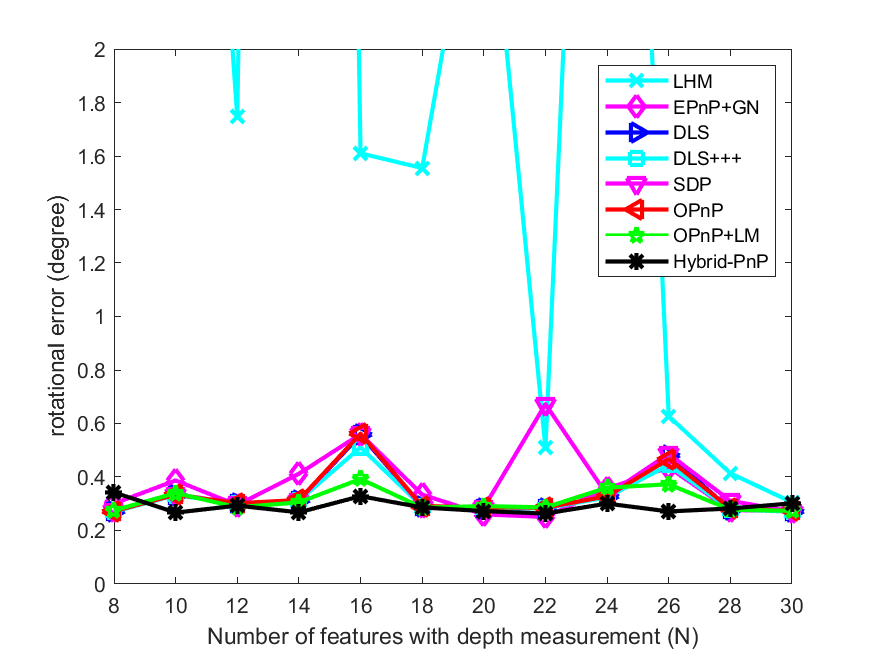 2
1.8
1.6
1.4
1.2
1
0.8
0.6
0.4
0.2
0
rotational error (degree)
LHM
EPnP+GN
DLS
DLS+++
SDP
OPnP
OPnP+LM
Hybrid-PnP
8 10 12 14 16 18 20 22 24 26 28 30
Number of features with depth measurement (N)